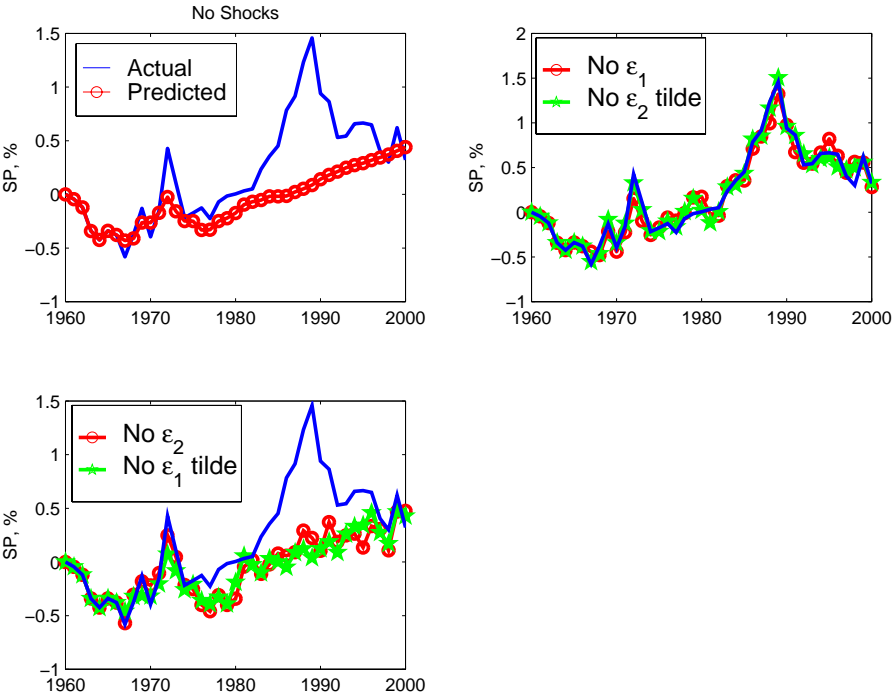 No Shocks
1.5
1
0.5
0
−0.5
−1
SP, %
Actual
Predicted
1960 1970 1980 1990 2000
2
1.5
1
0.5
0
−0.5
−1
SP, %
No ε1
No ε2 tilde
1960 1970 1980 1990 2000
1.5
1
0.5
0
−0.5
−1
SP, %
No ε2
No ε1 tilde
1960 1970 1980 1990 2000